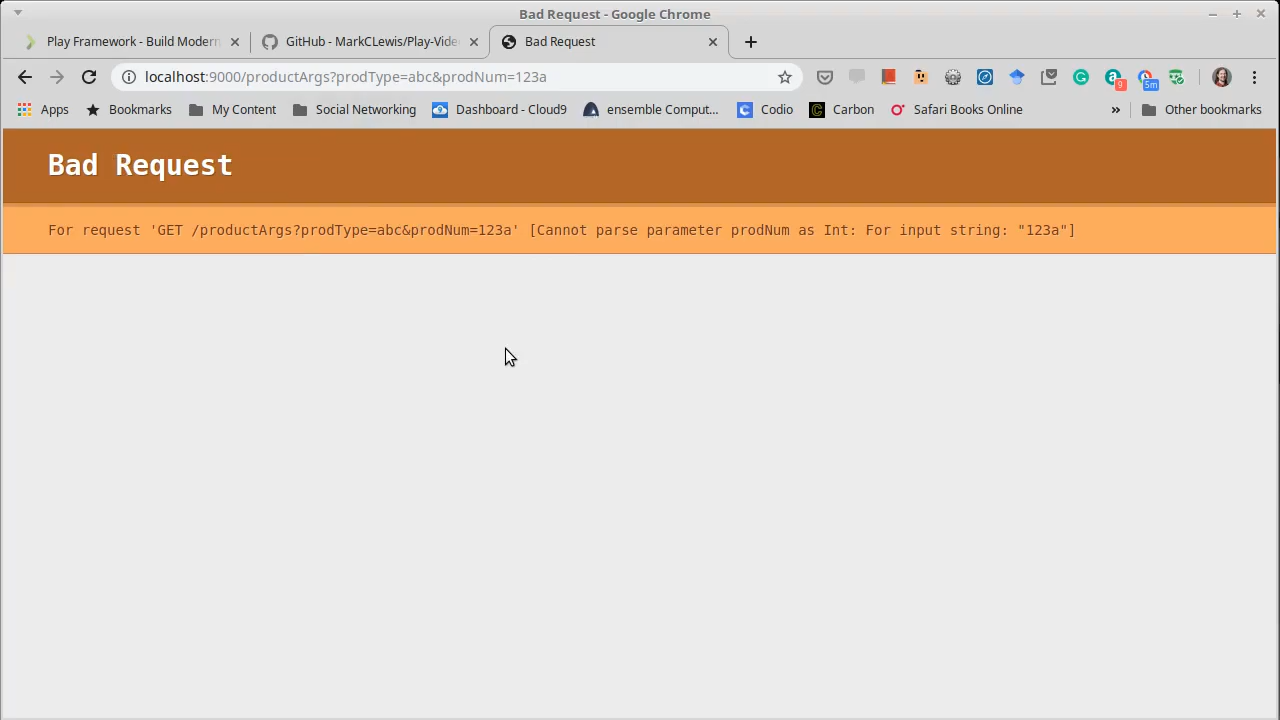 Bad Request - Google Chrome
Play Framework - Build Modern
GitHub - MarkCLewis/Play-Vide
Bad Request
localhost:9000/productArgs?prodType=abc&prodNum=123a
9
5m
Apps
Bookmarks
My Content
Social Networking
Dashboard - Cloud9
ensemble Comput...
Codio
Carbon
Safari Books Online
»
Other bookmarks
Bad Request
For request 'GET /productArgs?prodType=abc&prodNum=123a' [Cannot parse parameter prodNum as Int: For input string: "123a"]